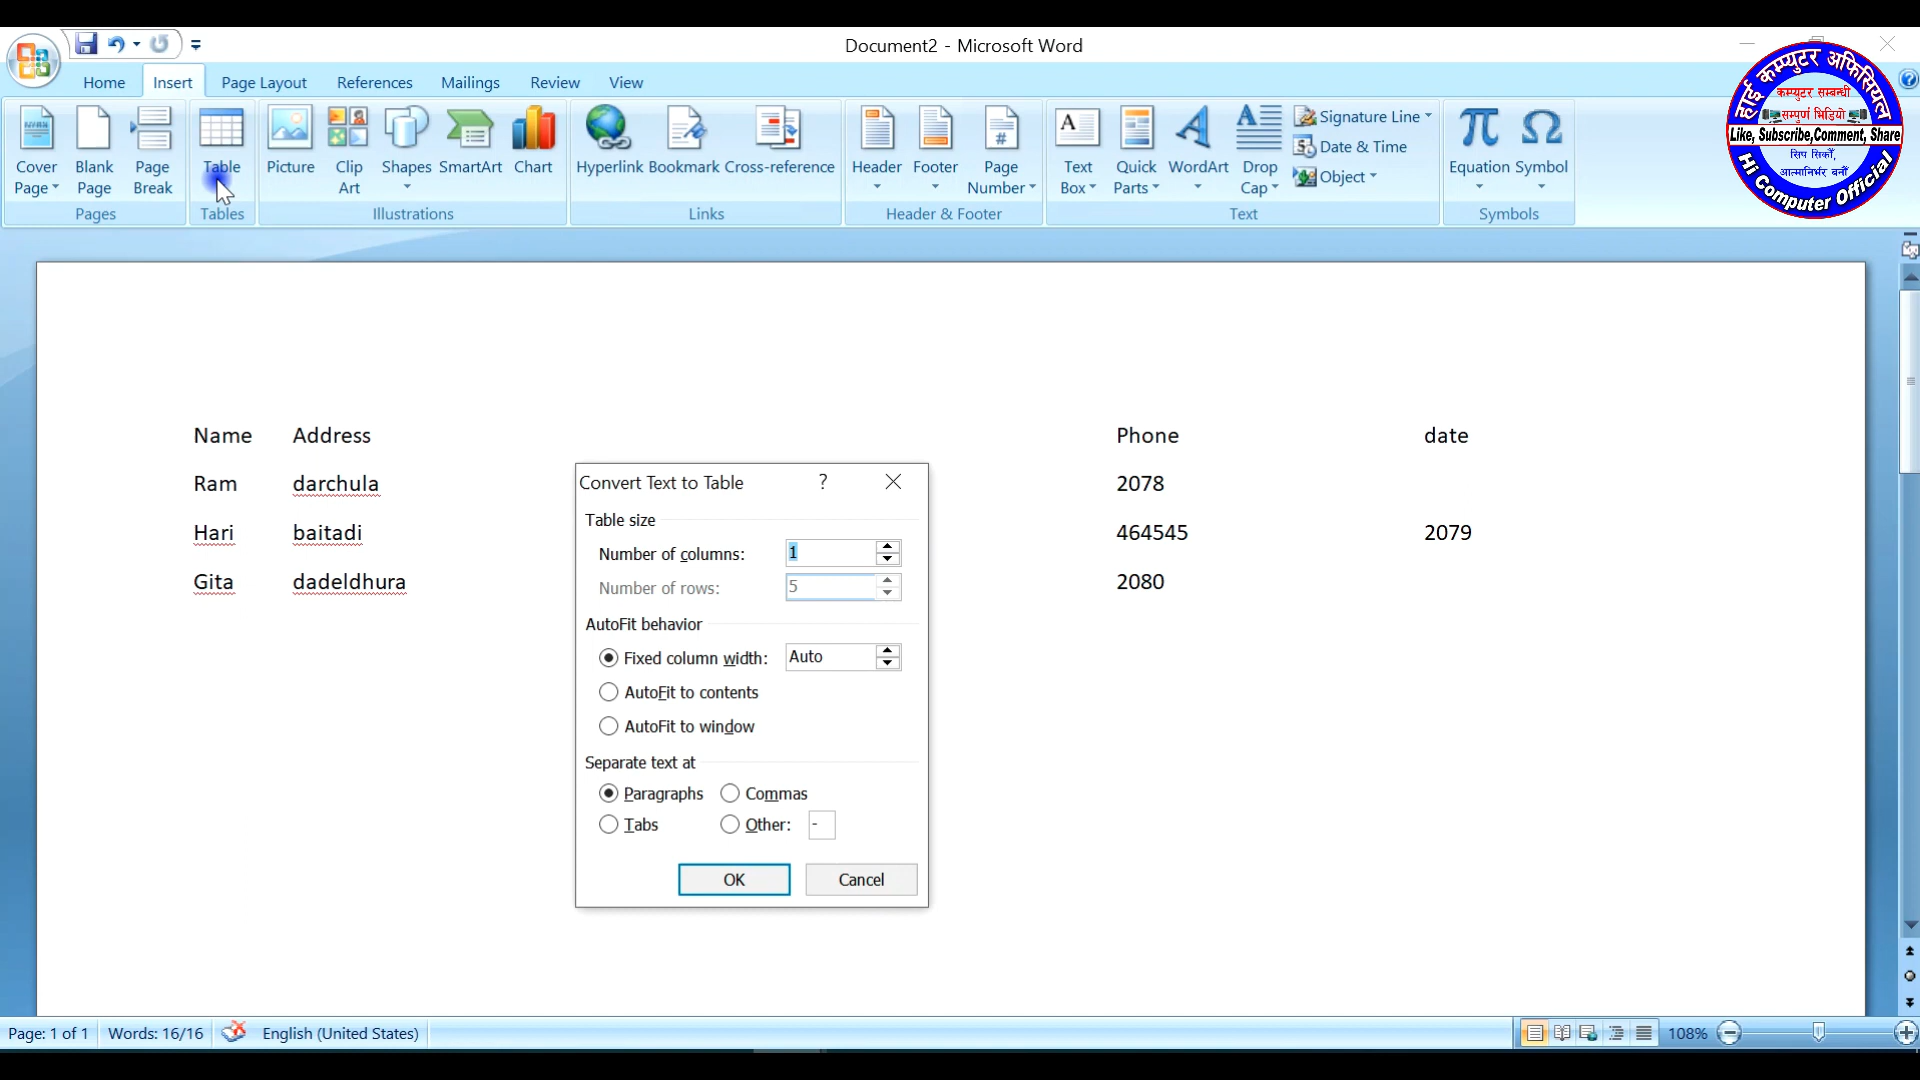 Document2 - Microsoft Word
Home Insert Page Layout References Mailings Review View
Cover Page
Blank Page
Page Break
Table
Picture
Clip Art
Shapes
SmartArt
Chart
Hyperlink
Bookmark
Cross-reference
Header
Footer
Page Number
Text Box
Quick Parts
WordArt
Drop Cap
Signature Line
Date & Time
Object
Equation
Symbol
Pages Tables Illustrations Links Header & Footer Text Symbols
हाई कम्प्युटर अफिसियल
कम्प्युटर सम्बन्धी
सम्पूर्ण भिडियो
Like, Subscribe,Comment, Share
सिप सिकौं,
आत्मनिर्भर बनौं
Hi Computer Official
Name Address Phone date
Ram darchula 2078
Hari baitadi 464545 2079
Gita dadeldhura 2080
Convert Text to Table ?
Table size
Number of columns: 1
Number of rows: 5
AutoFit behavior
Fixed column width: Auto
AutoFit to contents
AutoFit to window
Separate text at
Paragraphs Commas
Tabs Other: -
OK Cancel
Page: 1 of 1 Words: 16/16 English (United States) 108%